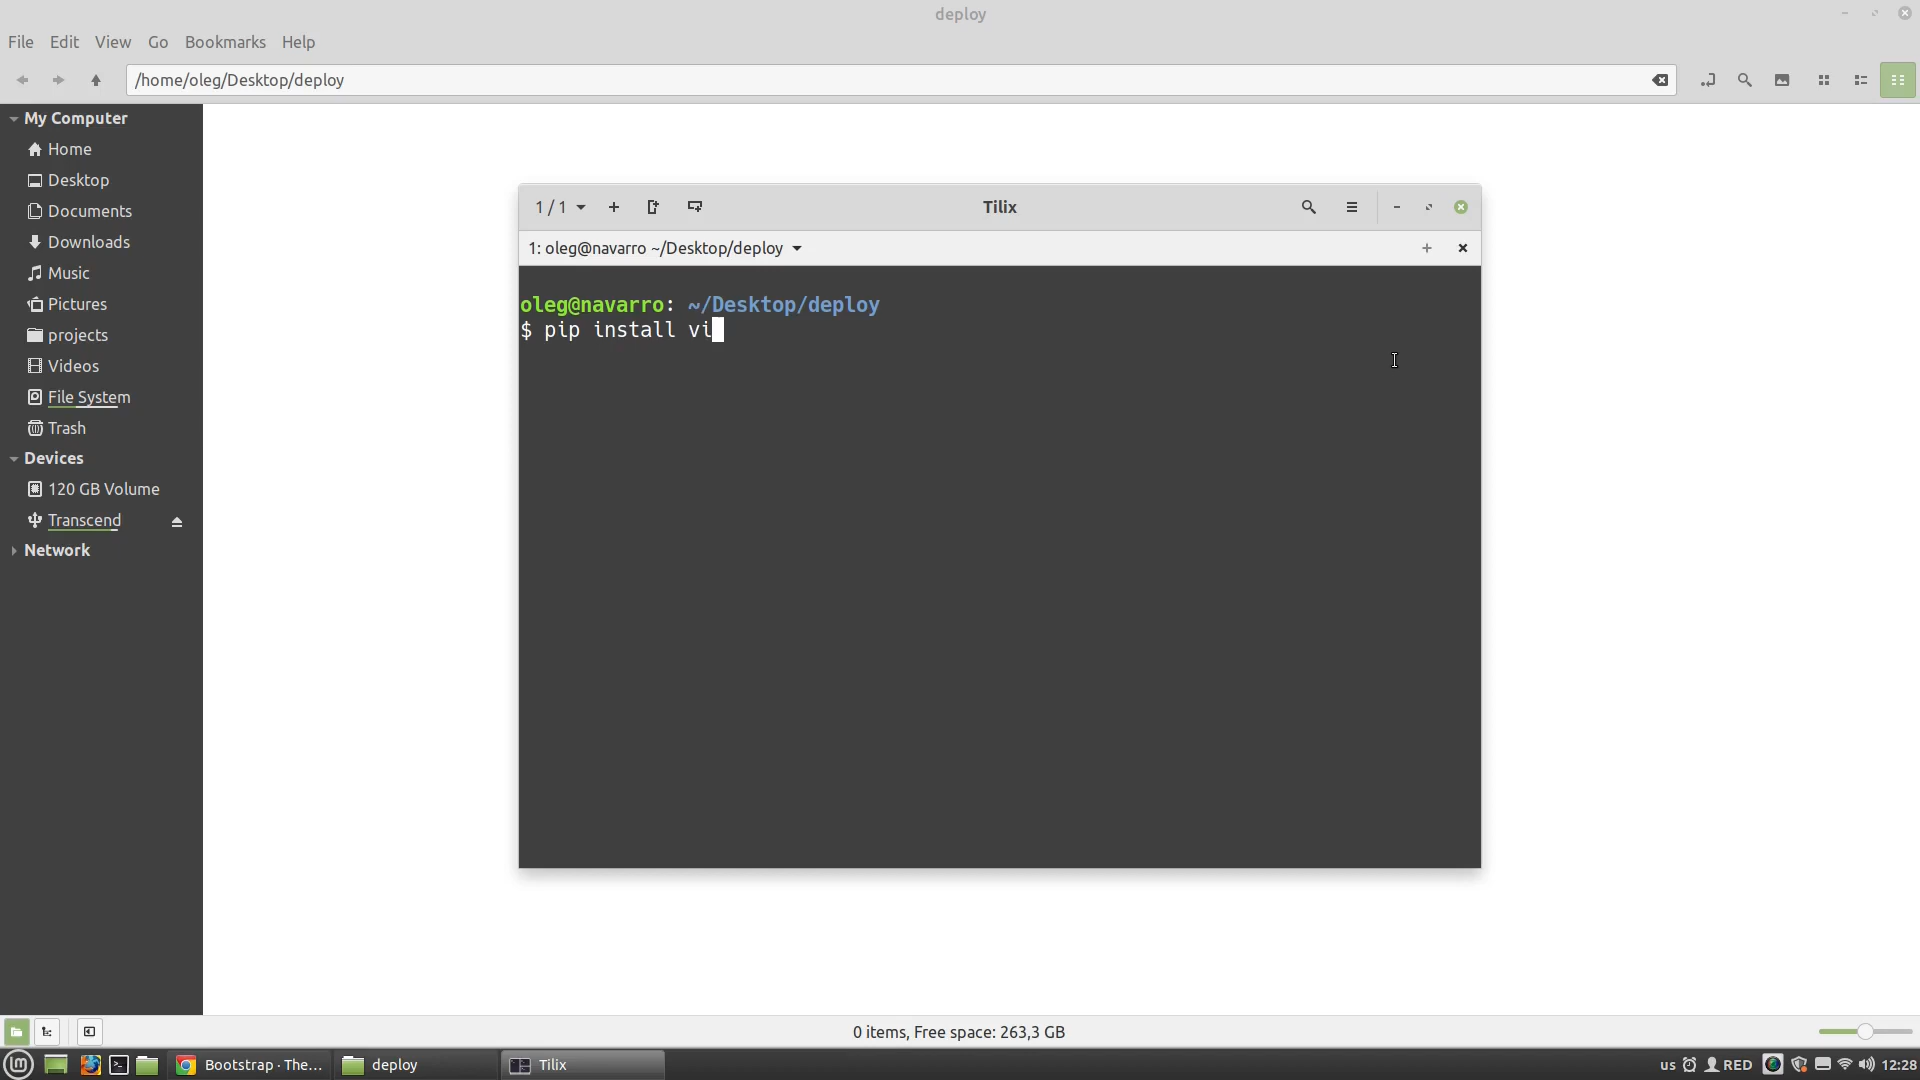 deploy
File Edit View Go Bookmarks Help
/home/oleg/Desktop/deploy
My Computer
Home
Desktop
Documents
Downloads
Music
Pictures
projects
Videos
File System
Trash
Devices
120 GB Volume
Transcend
Network
1 / 1
Tilix
1: oleg@navarro ~/Desktop/deploy
oleg@navarro: ~/Desktop/deploy
$ pip install vi
0 items, Free space: 263,3 GB
Bootstrap · The... deploy Tilix us RED 12:28